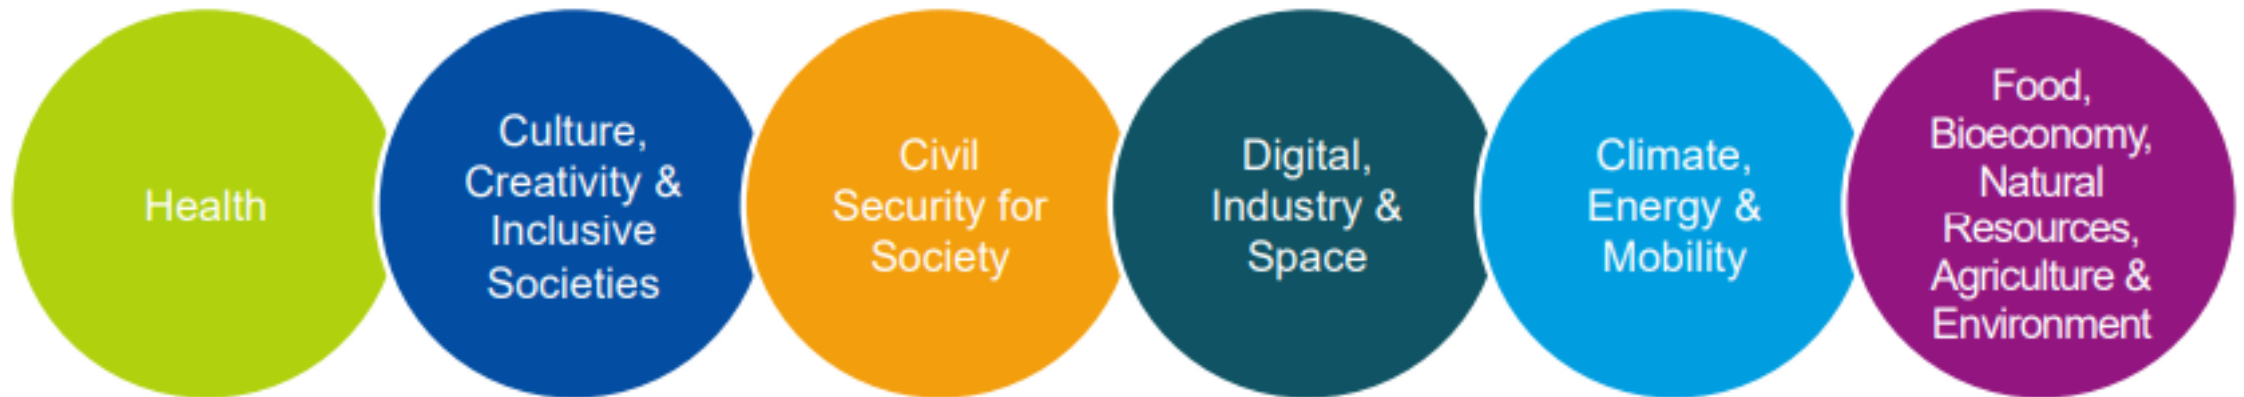 Health
Culture,
Creativity &
Inclusive
Societies
Civil
Security for
Society
Digital,
Industry &
Space
Climate,
Energy &
Mobility
Food,
Bioeconomy,
Natural
Resources,
Agriculture &
Environment